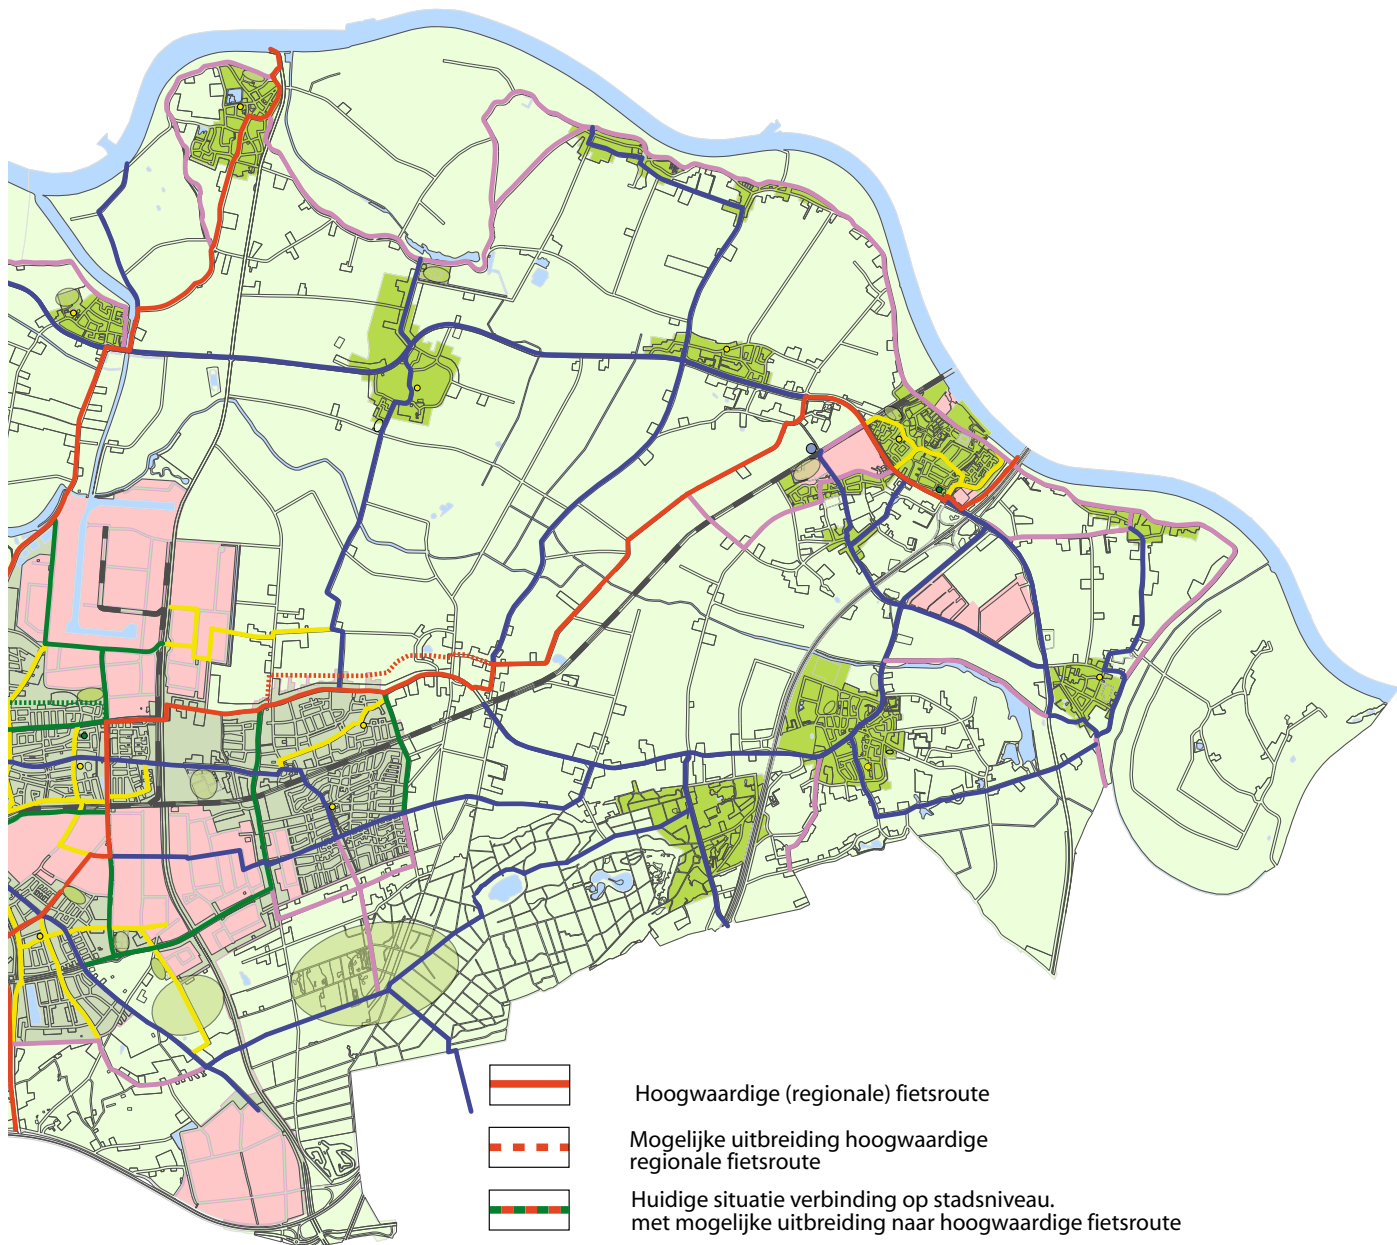 Hoogwaardige (regionale) fietsroute
Mogelijke uitbreiding hoogwaardige
regionale fietsroute
Huidige situatie verbinding op stadsniveau.
met mogelijke uitbreiding naar hoogwaardige fietsroute